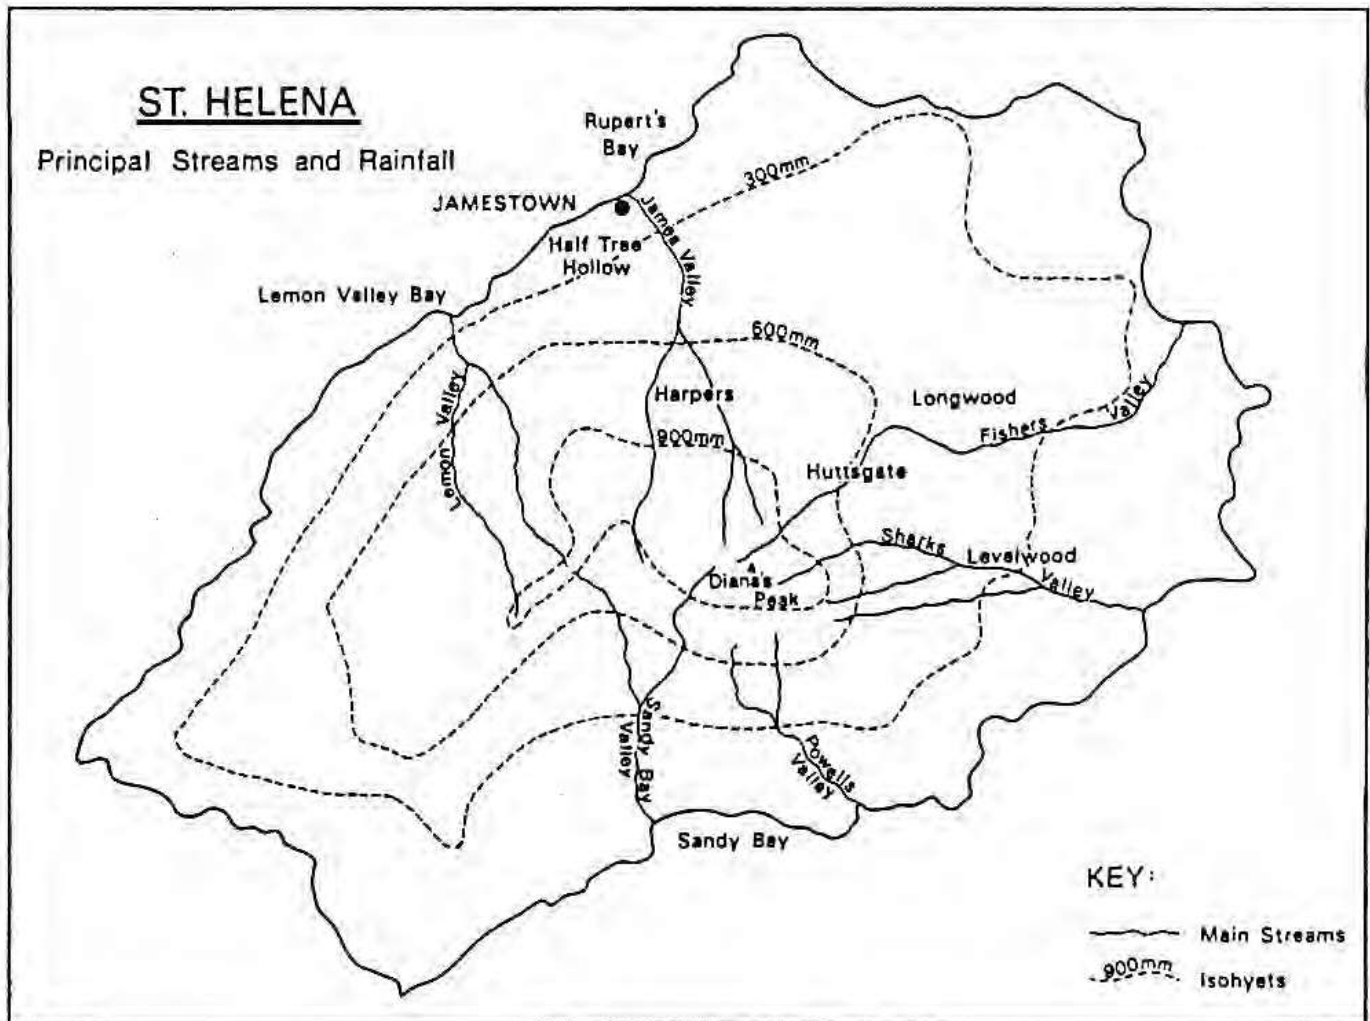 ST. HELENA
Principal Streams and Rainfall
Rupert's
Bay
JAMESTOWN
James Valley
300mm
Half Tree
Hollow
Lemon Valley Bay
600mm
Lemon Valley
Harpers
Longwood
900mm
Fishers Valley
Huttsgate
Sharks Valley
Levelwood
Diana's
Peak
Sandy Bay
Valley
Powells
Valley
Sandy Bay
KEY:
Main Streams
900mm
Isohyets